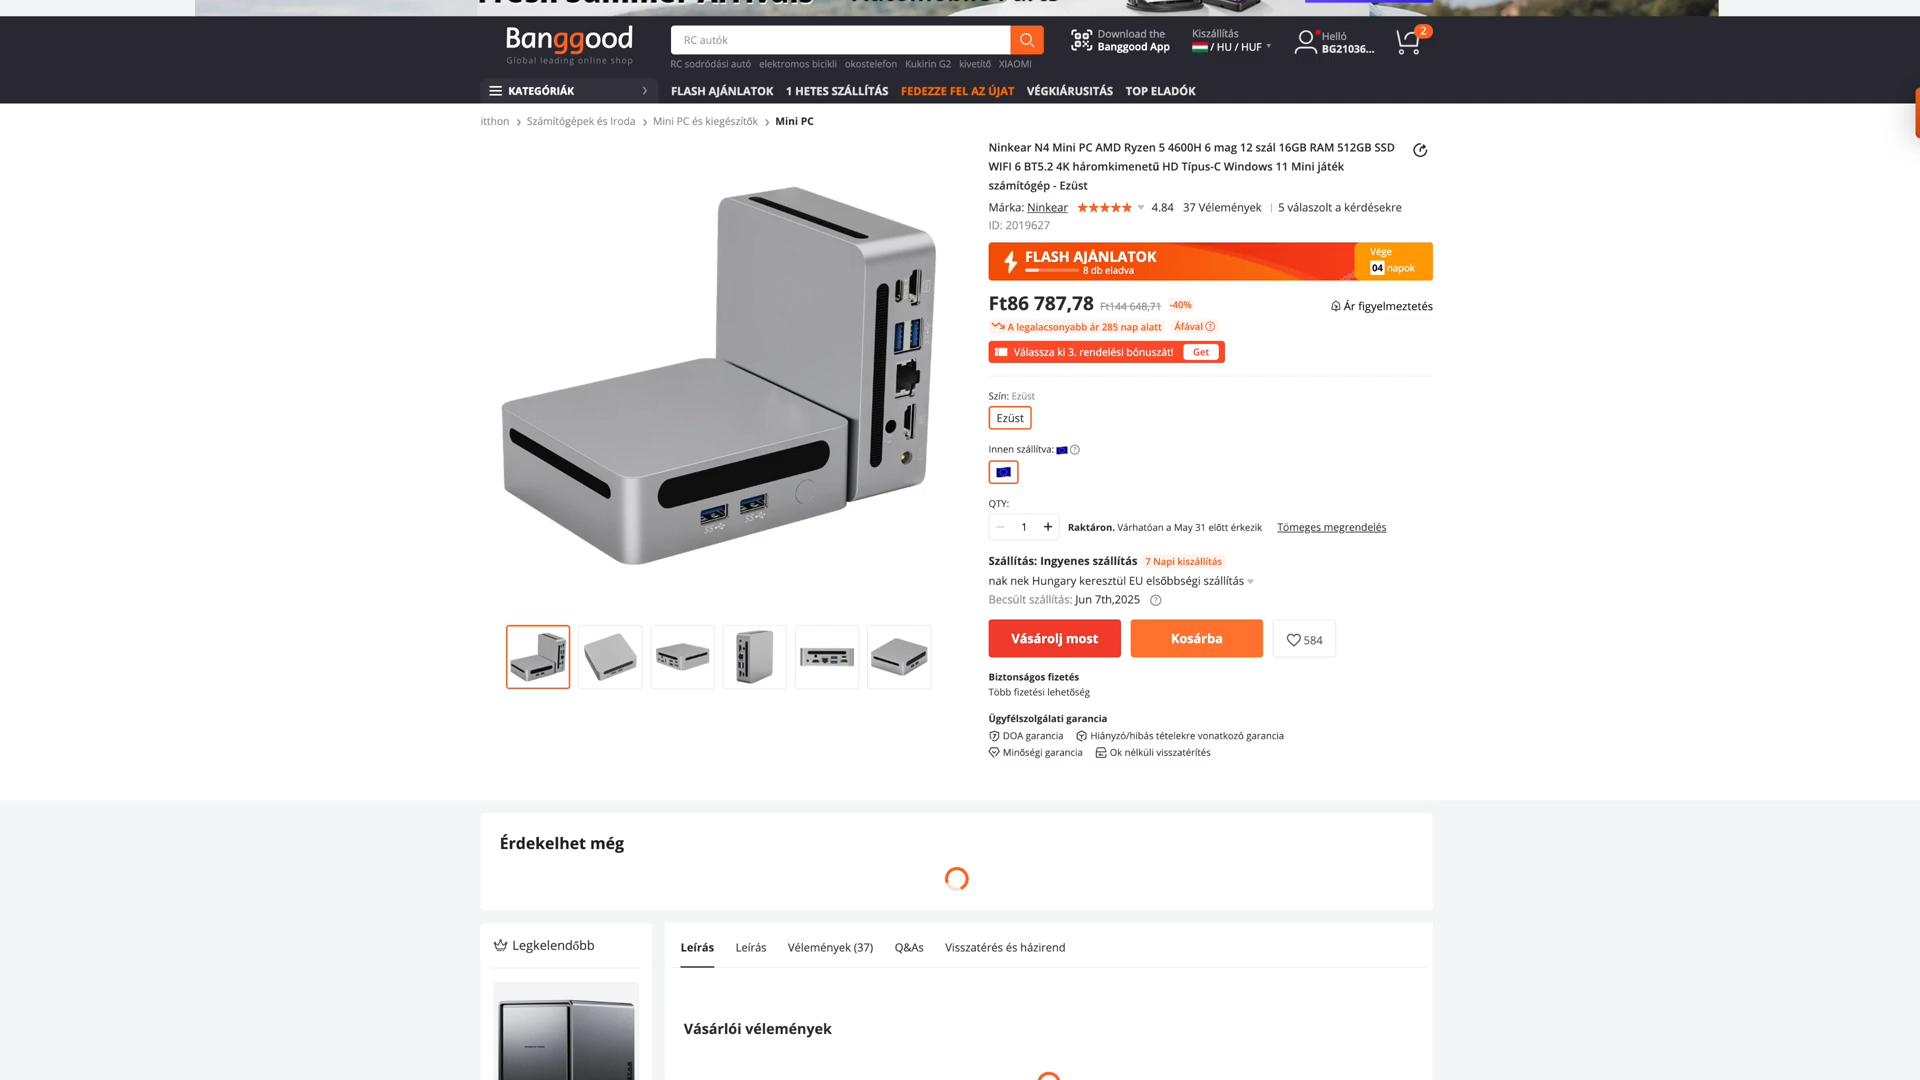 Banggood
Global leading online shop
RC autók
RC sodródási autó elektromos bicikli okostelefon Kukirin G2 kivetítő XIAOMI
Download the
Banggood App
Kiszállítás
/ HU / HUF
Helló
BG21036...
2
KATEGÓRIÁK
FLASH AJÁNLATOK 1 HETES SZÁLLÍTÁS FEDEZZE FEL AZ ÚJAT VÉGKIÁRUSITÁS TOP ELADÓK
itthon > Számítógépek és Iroda > Mini PC és kiegészítők > Mini PC
Ninkear N4 Mini PC AMD Ryzen 5 4600H 6 mag 12 szál 16GB RAM 512GB SSD
WIFI 6 BT5.2 4K háromkimenetű HD Típus-C Windows 11 Mini játék
számítógép - Ezüst
Márka: Ninkear 4.84 37 Vélemények | 5 válaszolt a kérdésekre
ID: 2019627
FLASH AJÁNLATOK
8 db eladva
Vége
04 napok
Ft86 787,78 Ft144 648,71 -40%
Ár figyelmeztetés
A legalacsonyabb ár 285 nap alatt Áfával
Válassza ki 3. rendelési bónuszát! Get
Szín: Ezüst
Ezüst
Innen szállítva:
QTY:
− 1 + Raktáron. Várhatóan a May 31 előtt érkezik Tömeges megrendelés
Szállítás: Ingyenes szállítás 7 Napi kiszállítás
nak nek Hungary keresztül EU elsőbbségi szállítás
Becsült szállítás: Jun 7th,2025
Vásárolj most
Kosárba
584
Biztonságos fizetés
Több fizetési lehetőség
Ügyfélszolgálati garancia
DOA garancia Hiányzó/hibás tételekre vonatkozó garancia
Minőségi garancia Ok nélküli visszatérítés
Érdekelhet még
Legkelendőbb
Leírás Leírás Vélemények (37) Q&As Visszatérés és házirend
Vásárlói vélemények